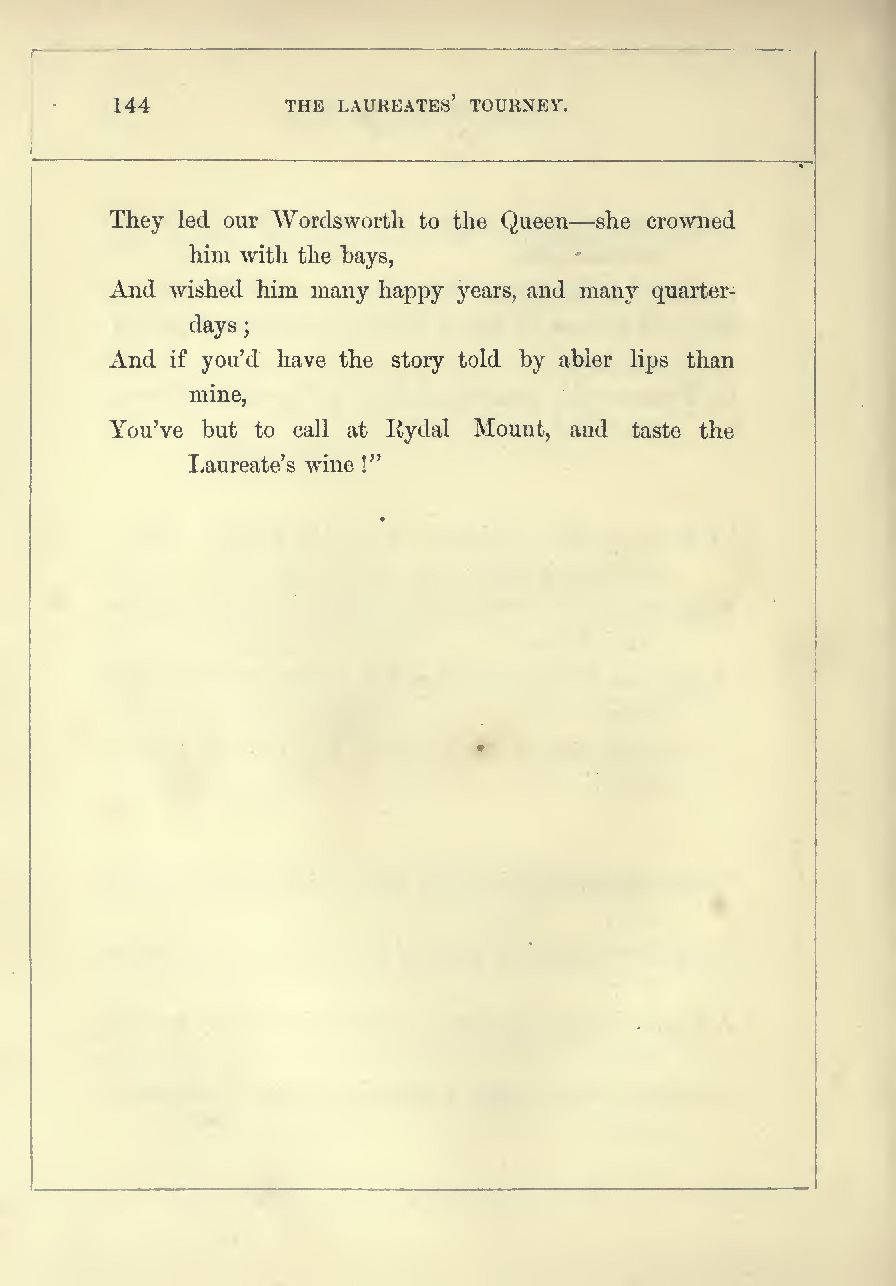 144 THE LAUREATES' TOURNEY.
They led our Wordsworth to the Queen—she crowned
him with the bays,
And wished him many happy years, and many quarter-
days;
And if you'd have the story told by abler lips than
mine,
You've but to call at Rydal Mount, and taste the
Laureate's wine!"